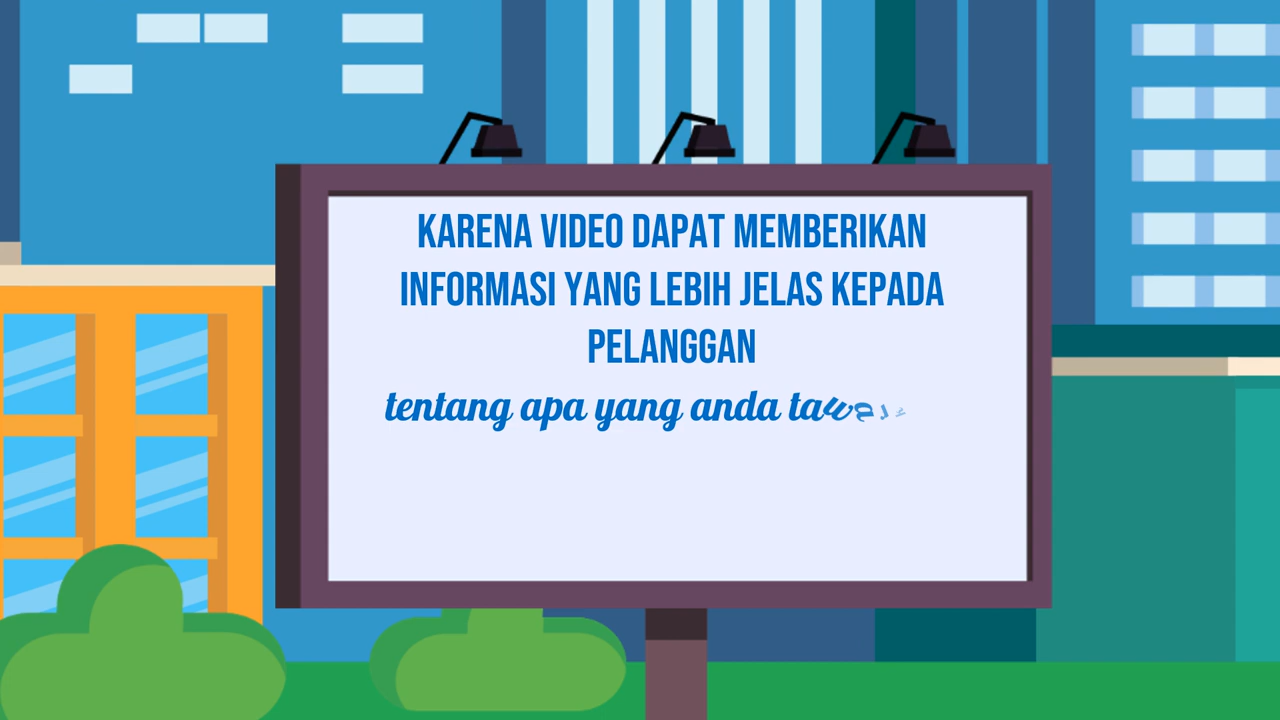 KARENA VIDEO DAPAT MEMBERIKAN
INFORMASI YANG LEBIH JELAS KEPADA
PELANGGAN
tentang apa yang anda